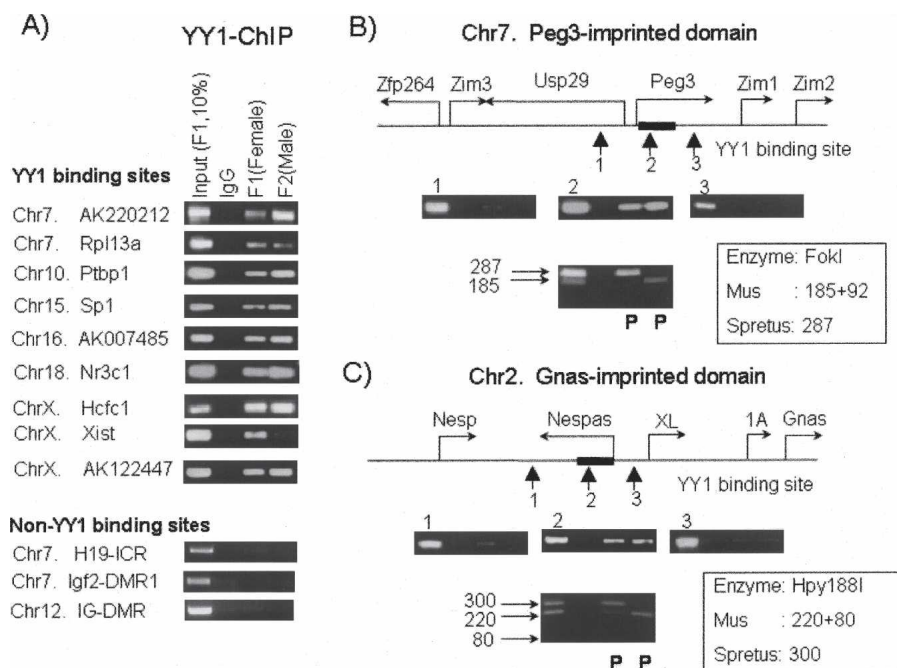 A)
YY1-ChIP
Input (F1,10%)
IgG
F1(Female)
F2(Male)
YY1 binding sites
Chr7. AK220212
Chr7. Rpl13a
Chr10. Ptbp1
Chr15. Sp1
Chr16. AK007485
Chr18. Nr3c1
ChrX. Hcfc1
ChrX. Xist
ChrX. AK122447
Non-YY1 binding sites
Chr7. H19-ICR
Chr7. Igf2-DMR1
Chr12. IG-DMR
B)
Chr7. Peg3-imprinted domain
Zfp264 Zim3 Usp29 Peg3 Zim1 Zim2
1 2 3 YY1 binding site
1 2 3
287
185
P P
Enzyme: FokI
Mus : 185+92
Spretus: 287
C)
Chr2. Gnas-imprinted domain
Nesp Nespas XL 1A Gnas
1 2 3 YY1 binding site
1 2 3
300
220
80
P P
Enzyme: Hpy188I
Mus : 220+80
Spretus: 300